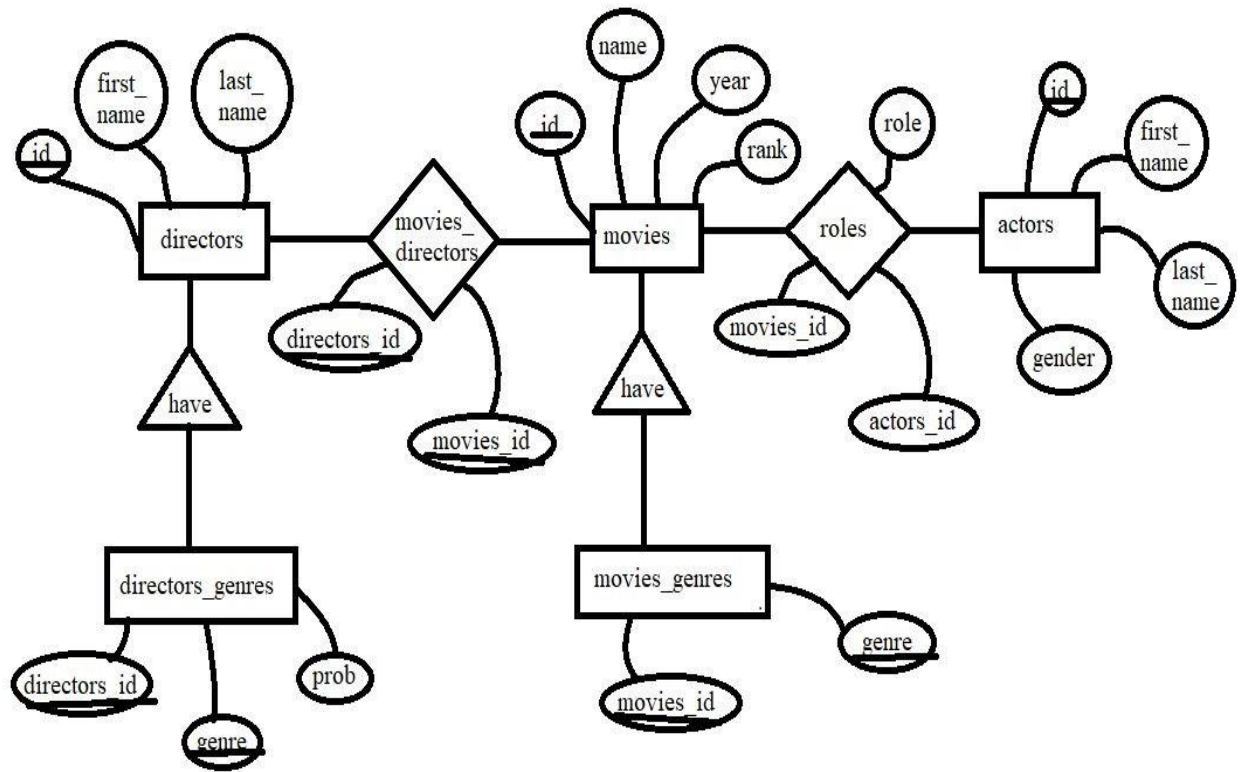 name
first_
name
last_
name
year
id
id
role
id
first_
name
rank
directors
movies_
directors
movies
roles
actors
last_
name
directors_id
movies_id
gender
have
have
movies_id
actors_id
directors_genres
movies_genres
directors_id
genre
prob
genre
movies_id